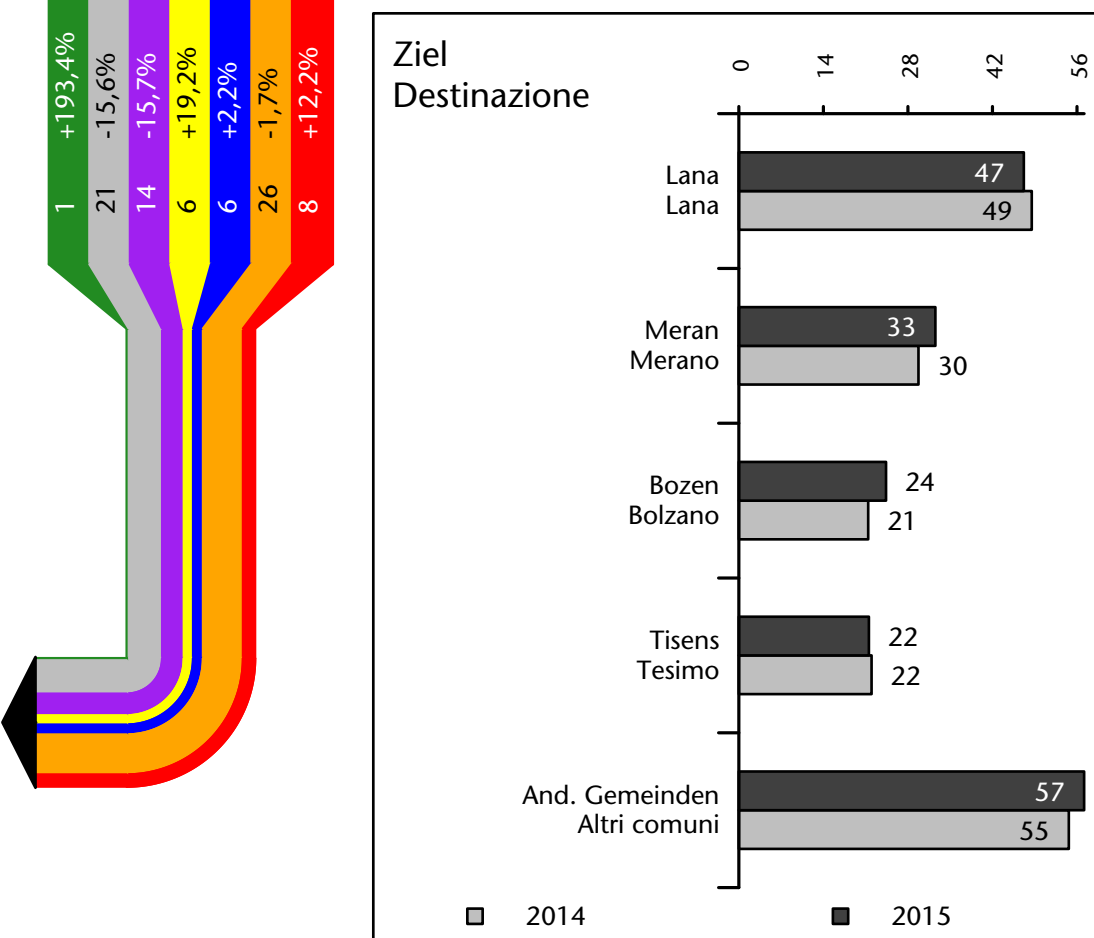 +193,4%
1
-15,6%
21
-15,7%
14
+19,2%
6
+2,2%
6
-1,7%
26
+12,2%
8
Ziel
Destinazione
0
14
28
42
56
Lana
Lana
47
49
Meran
Merano
33
30
Bozen
Bolzano
24
21
Tisens
Tesimo
22
22
And. Gemeinden
Altri comuni
57
55
2014
2015